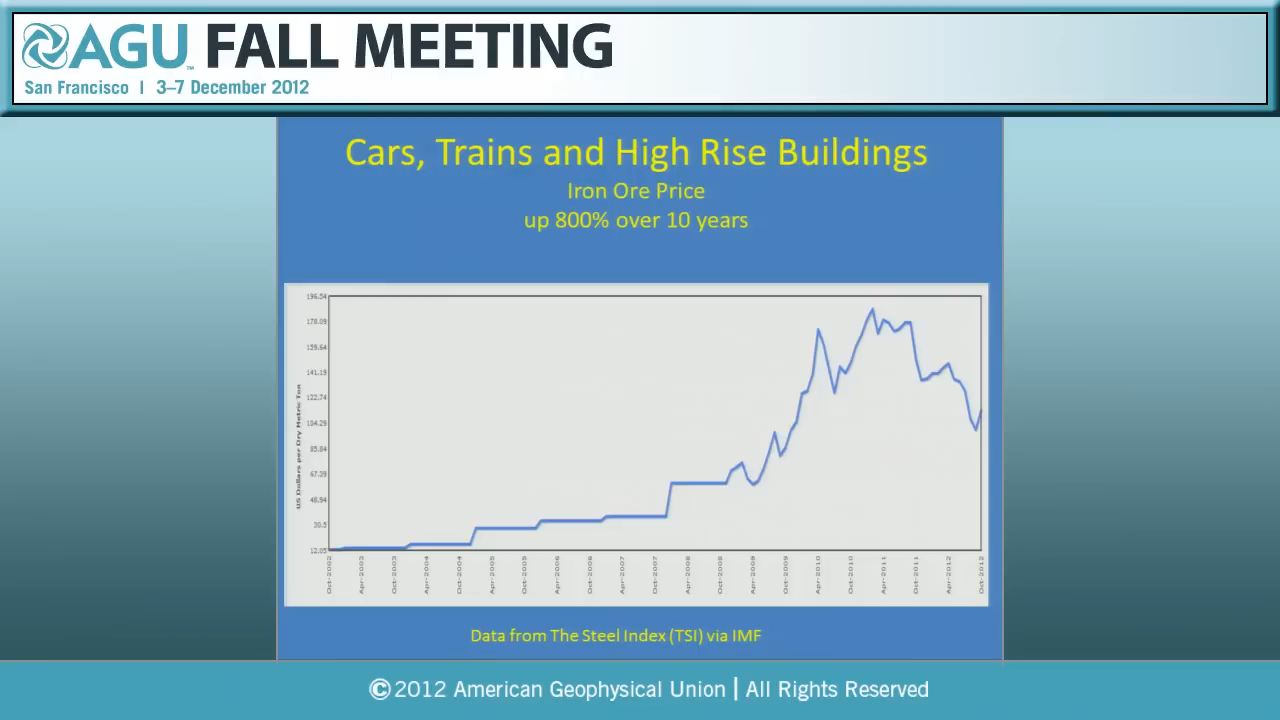 AGU™ FALL MEETING
San Francisco | 3–7 December 2012
Cars, Trains and High Rise Buildings
Iron Ore Price
up 800% over 10 years
US Dollars per Dry Metric Ton
196.54
178.09
159.64
141.19
122.74
104.29
85.84
67.39
48.94
30.5
12.05
Oct-2002
Apr-2003
Oct-2003
Apr-2004
Oct-2004
Apr-2005
Oct-2005
Apr-2006
Oct-2006
Apr-2007
Oct-2007
Apr-2008
Oct-2008
Apr-2009
Oct-2009
Apr-2010
Oct-2010
Apr-2011
Oct-2011
Apr-2012
Oct-2012
Data from The Steel Index (TSI) via IMF
©2012 American Geophysical Union | All Rights Reserved